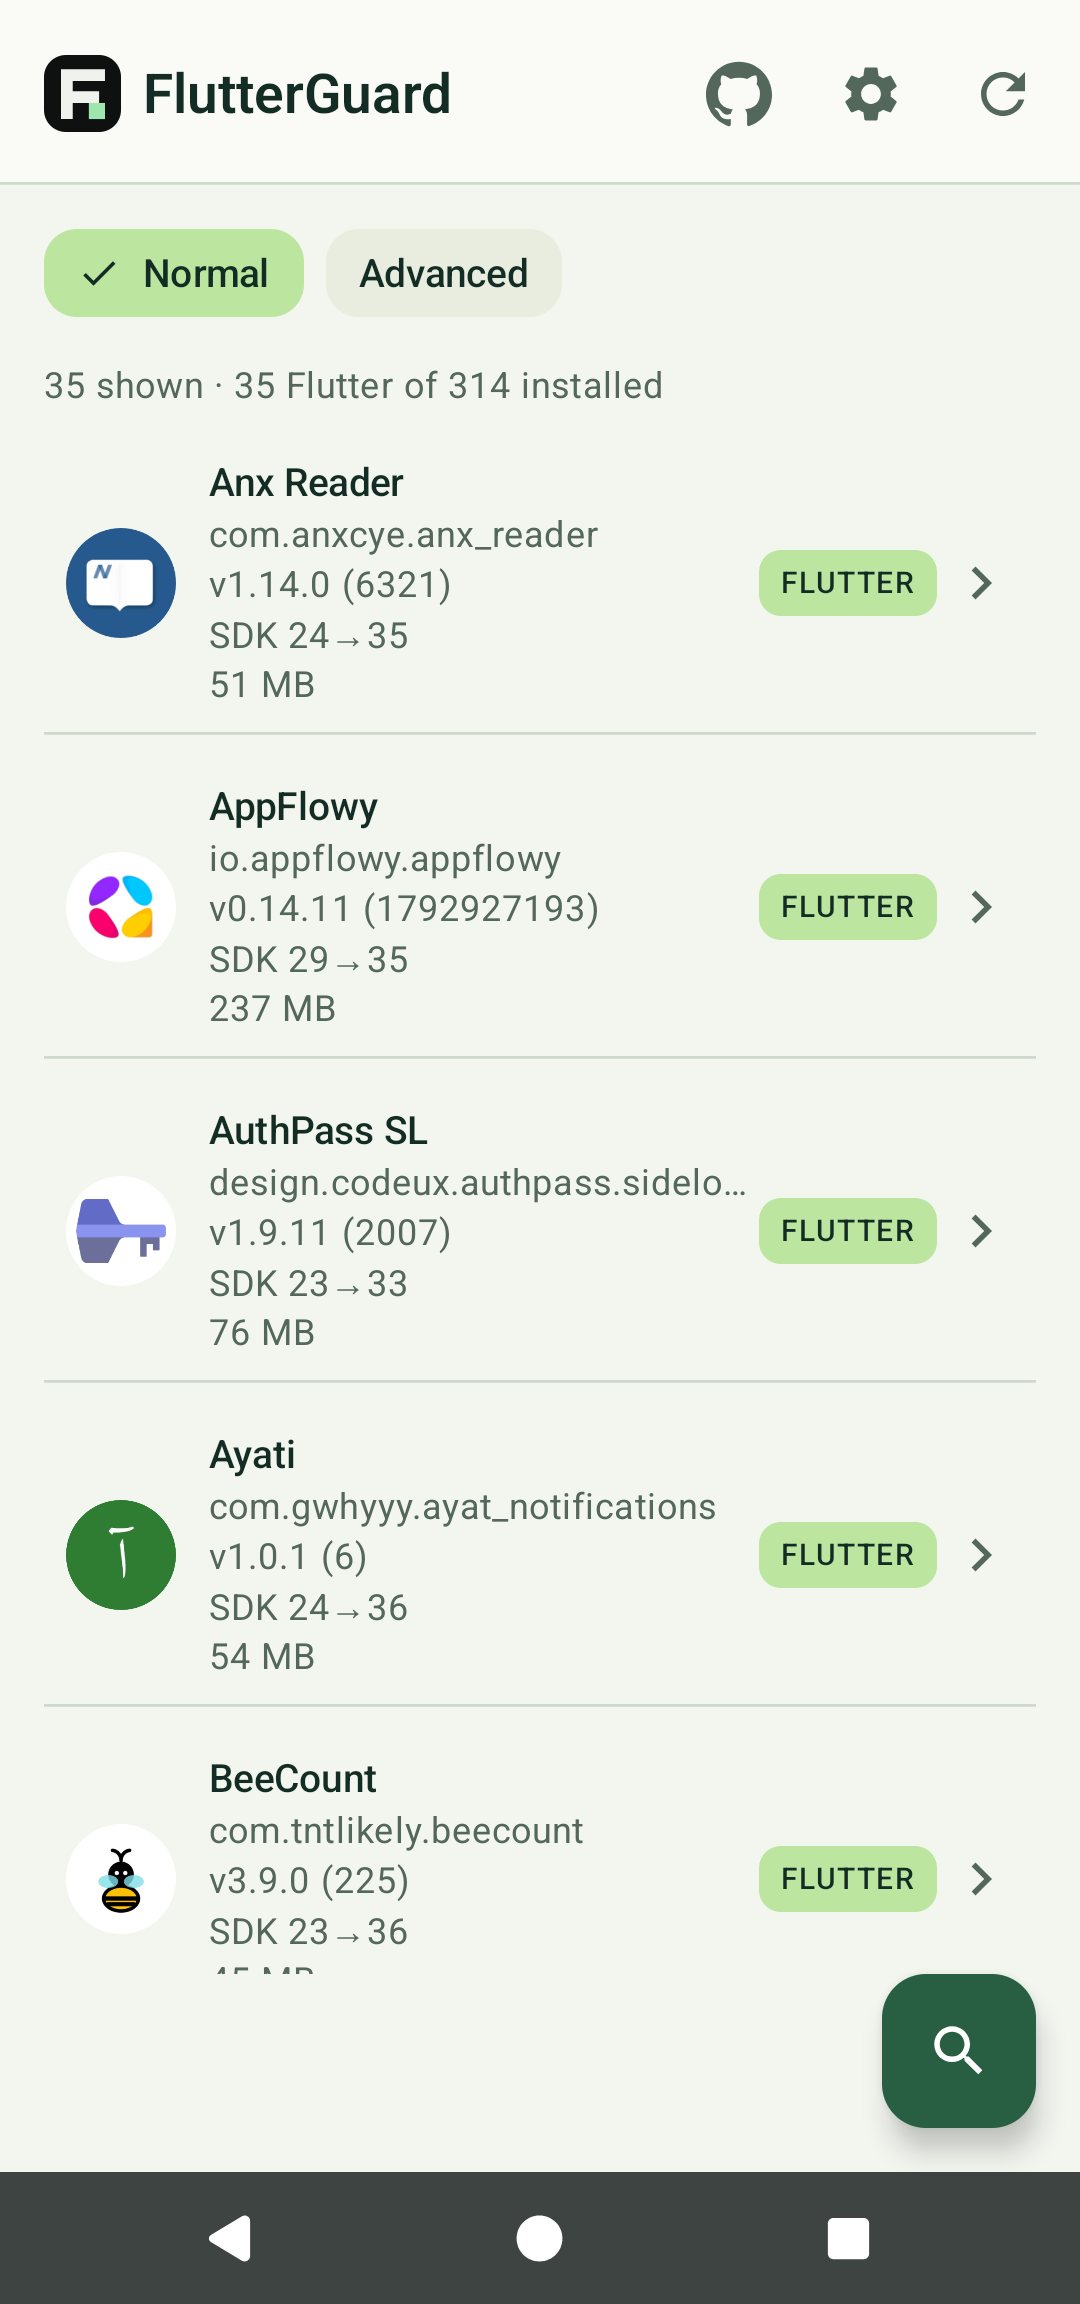 FlutterGuard
Normal
Advanced
35 shown · 35 Flutter of 314 installed
Anx Reader
com.anxcye.anx_reader
v1.14.0 (6321)
SDK 24→35
51 MB
FLUTTER
AppFlowy
io.appflowy.appflowy
v0.14.11 (1792927193)
SDK 29→35
237 MB
FLUTTER
AuthPass SL
design.codeux.authpass.sidelo…
v1.9.11 (2007)
SDK 23→33
76 MB
FLUTTER
Ayati
com.gwhyyy.ayat_notifications
v1.0.1 (6)
SDK 24→36
54 MB
FLUTTER
BeeCount
com.tntlikely.beecount
v3.9.0 (225)
SDK 23→36
FLUTTER